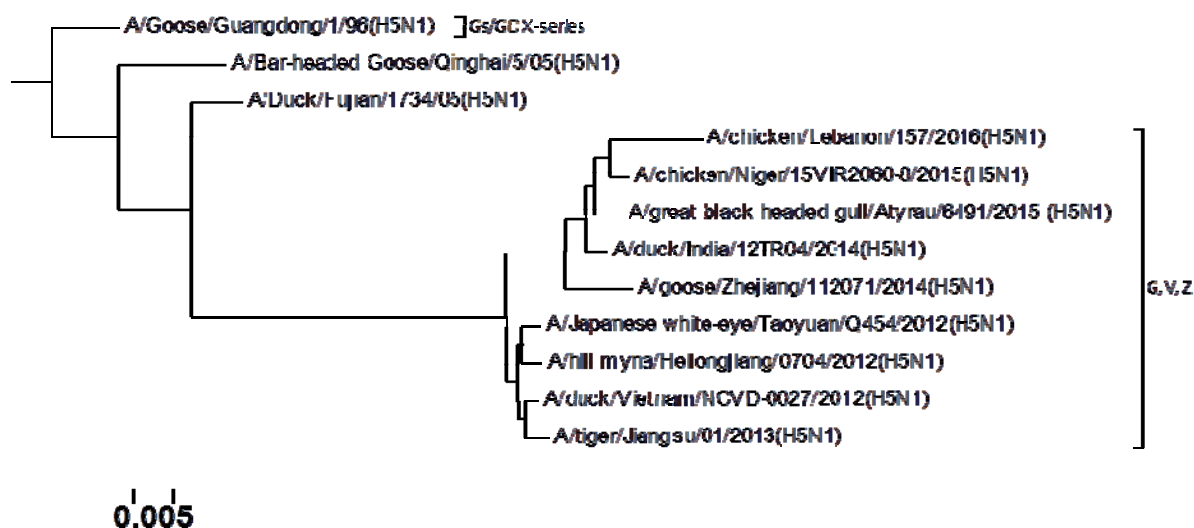 A/Goose/Guangdong/1/96(H5N1) Gs/GDX-series
A/Bar-headed Goose/Qinghai/5/05(H5N1)
A/Duck/Fujian/1734/05(H5N1)
A/chicken/Lebanon/157/2016(H5N1)
A/chicken/Niger/15VIR2060-8/2015(H5N1)
A/great black headed gull/Atyrau/6491/2015 (H5N1)
A/duck/India/12TR04/2014(H5N1)
A/goose/Zhejiang/112071/2014(H5N1)
G,V,Z
A/Japanese white-eye/Taoyuan/Q454/2012(H5N1)
A/hill myna/Heilongjiang/0704/2012(H5N1)
A/duck/Vietnam/NCVD-0027/2012(H5N1)
A/tiger/Jiangsu/01/2013(H5N1)
0.005